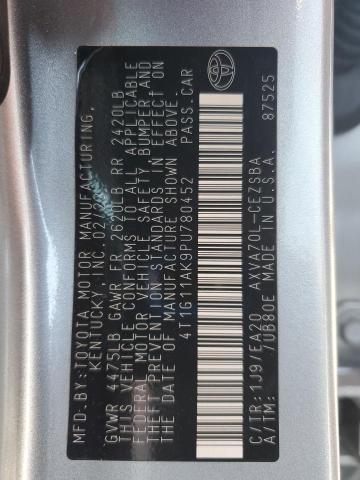 MFD.BY:TOYOTA MOTOR MANUFACTURING,
KENTUCKY,INC.02
GVWR 4475LB GAWR FR 2620LB RR 2420LB
THIS VEHICLE CONFORMS TO ALL APPLICABLE
FEDERAL MOTOR VEHICLE SAFETY BUMPER,AND
THEFT PREVENTION STANDARDS IN EFFECT ON
THE DATE OF MANUFACTURE SHOWN ABOVE.
4T1G11AK9PU780452 PASS.CAR
C/TR:1J9/EA20 AXVA70L-CEZSBA
A/TM: /UB80E MADE IN U.S.A. 87525